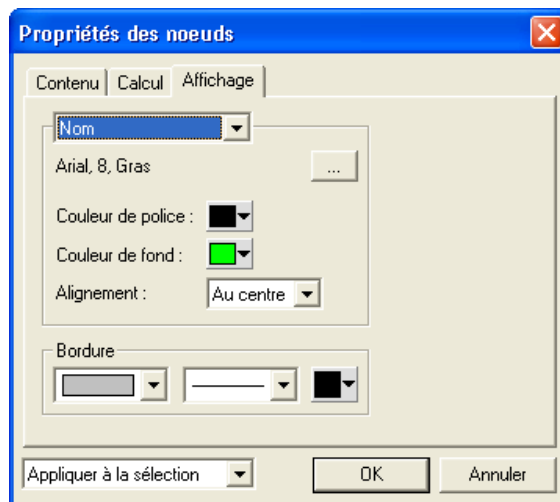 Propriétés des noeuds
Contenu Calcul Affichage
Nom
Arial, 8, Gras ...
Couleur de police :
Couleur de fond :
Alignement : Au centre
Bordure
Appliquer à la sélection OK Annuler